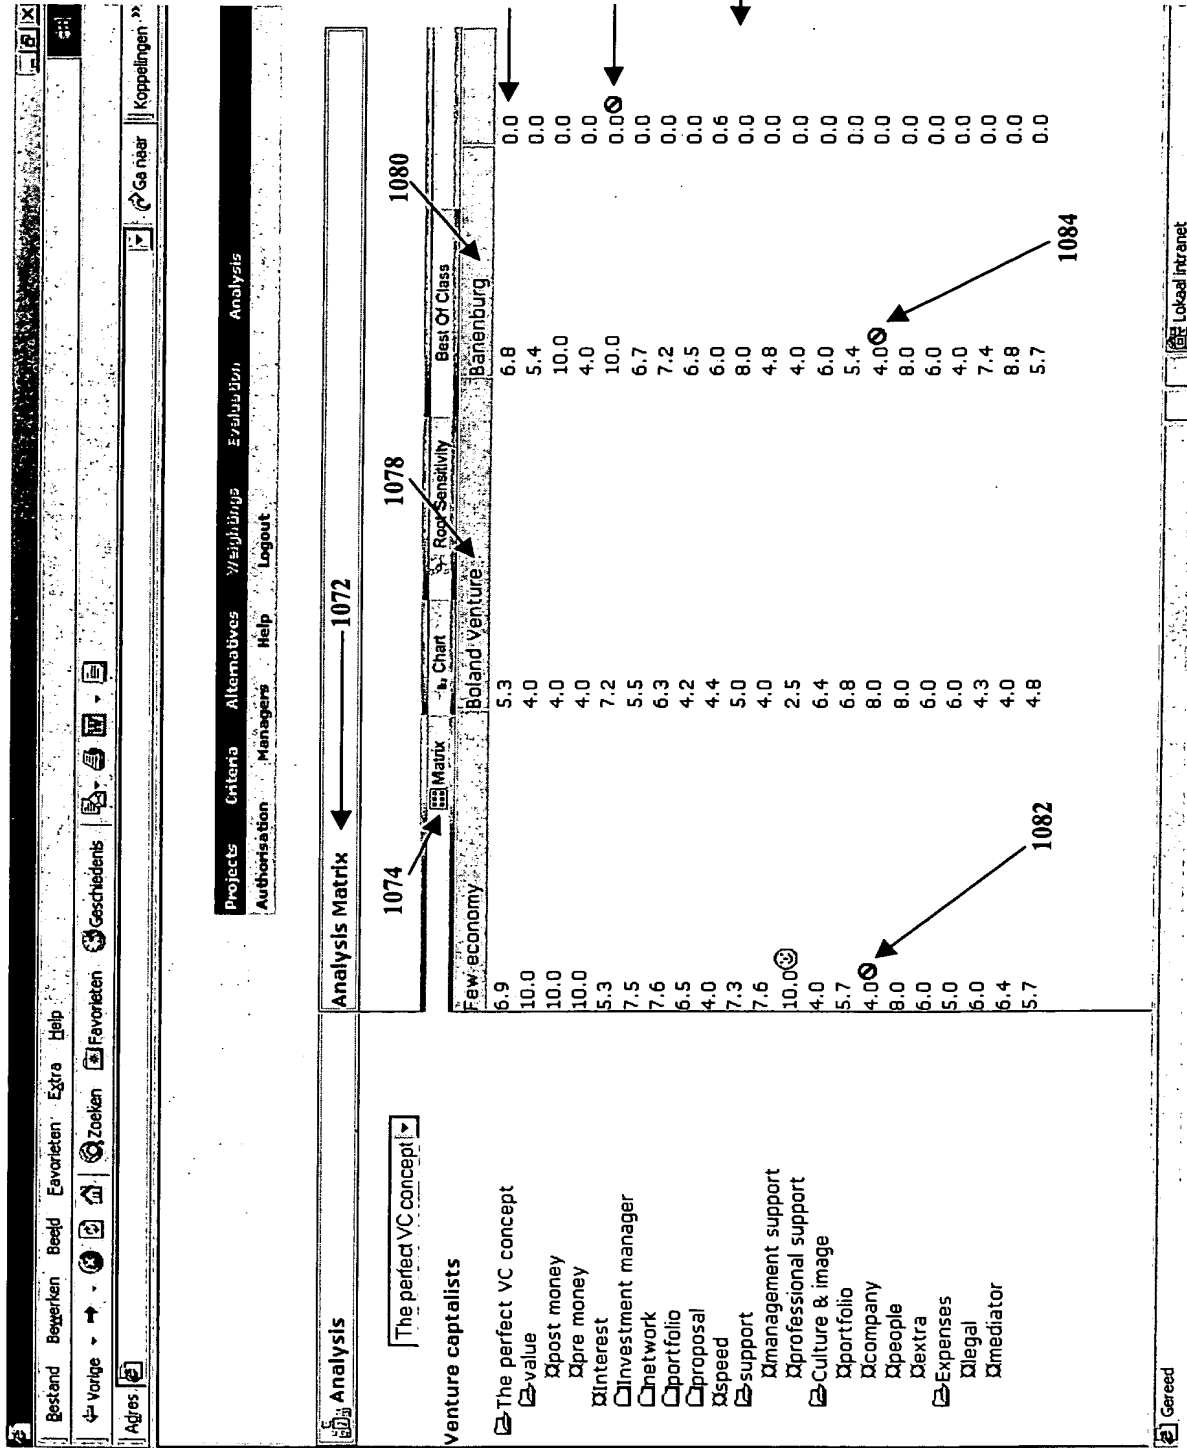 Bestand Bewerken Beeld Favorieten Extra Help
Vorige Zoeken Favorieten Geschiedenis
Adres Ga naar Koppelingen »
Projects Criteria Alternatives Weightings Evaluation Analysis
Authorisation Managers Help Logout
Analysis Analysis Matrix 1072
The perfect VC concept 1074 1078 1080
Matrix Chart Root Sensitivity Best Of Class
Venture captalists Few economy Boland Venture Banenburg
The perfect VC concept 6.9 5.3 6.8 0.0
value 10.0 4.0 5.4 0.0
post money 10.0 4.0 10.0 0.0
pre money 10.0 4.0 4.0 0.0
Interest 5.3 7.2 10.0 0.0
Investment manager 7.5 5.5 6.7 0.0
network 7.6 6.3 7.2 0.0
portfolio 6.5 4.2 6.5 0.0
proposal 4.0 4.4 6.0 0.6
speed 7.3 5.0 8.0 0.0
support 7.6 4.0 4.8 0.0
management support 10.0 2.5 4.0 0.0
professional support 4.0 6.4 6.0 0.0
Culture & image 5.7 6.8 5.4 0.0
portfolio 4.0 8.0 4.0 0.0
company 8.0 8.0 8.0 0.0
people 6.0 6.0 6.0 0.0
extra 5.0 6.0 4.0 0.0
Expenses 6.0 4.3 7.4 0.0
legal 6.4 4.0 8.8 0.0
mediator 5.7 4.8 5.7 0.0
1082 1084
Gereed Lokaal intranet